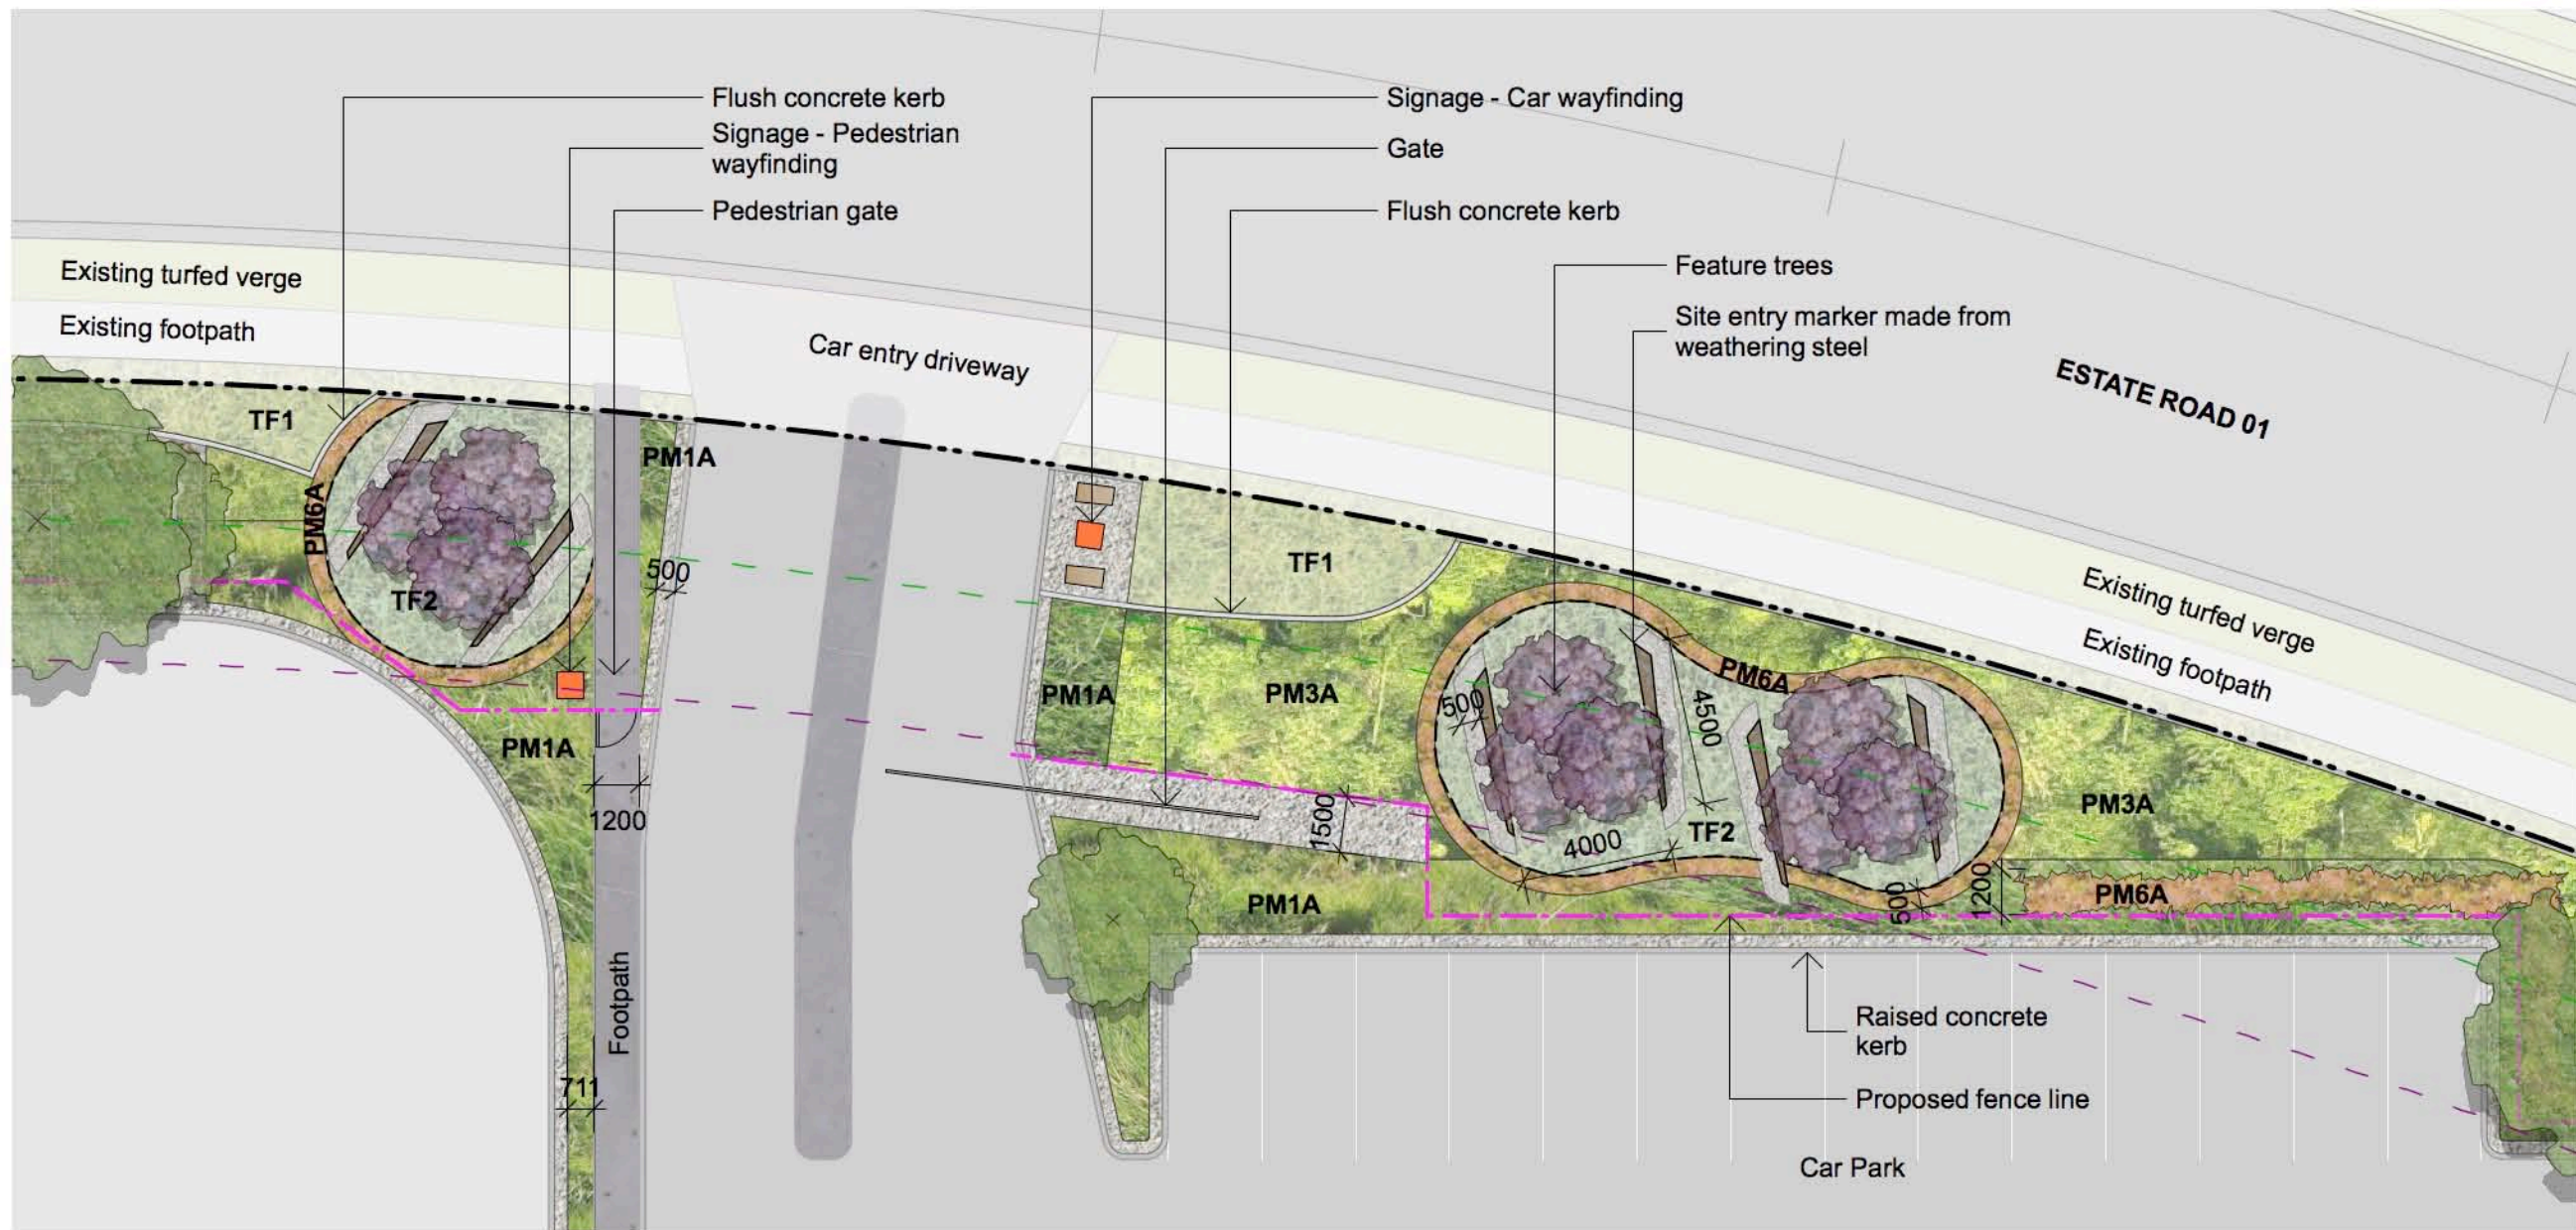 Flush concrete kerb
Signage - Pedestrian
wayfinding
Pedestrian gate
Signage - Car wayfinding
Gate
Flush concrete kerb
Feature trees
Site entry marker made from
weathering steel
Existing turfed verge
Existing footpath
Car entry driveway
ESTATE ROAD 01
TF1
PM1A
PM6A
TF2
500
PM1A
1200
Footpath
711
TF1
PM1A
PM3A
1500
PM1A
500
PM6A
4500
4000
TF2
500
1200
PM3A
PM6A
Existing turfed verge
Existing footpath
Raised concrete
kerb
Proposed fence line
Car Park